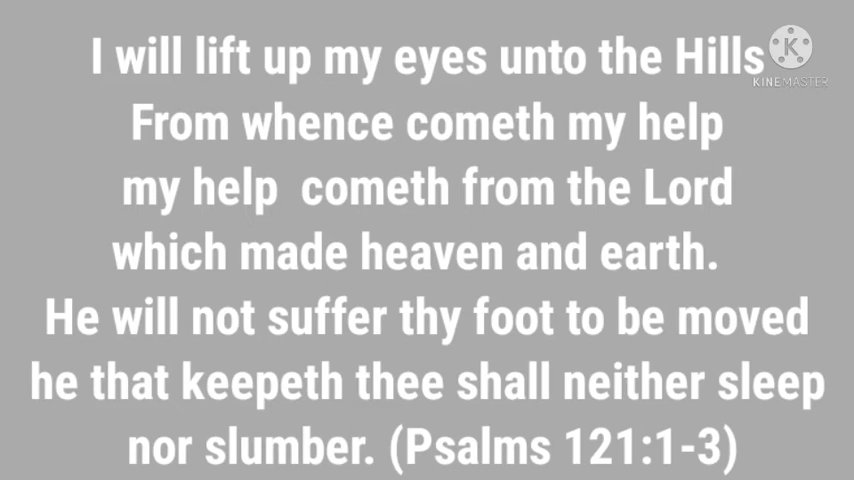 I will lift up my eyes unto the Hills
KINEMASTER
From whence cometh my help
my help cometh from the Lord
which made heaven and earth.
He will not suffer thy foot to be moved
he that keepeth thee shall neither sleep
nor slumber. (Psalms 121:1-3)